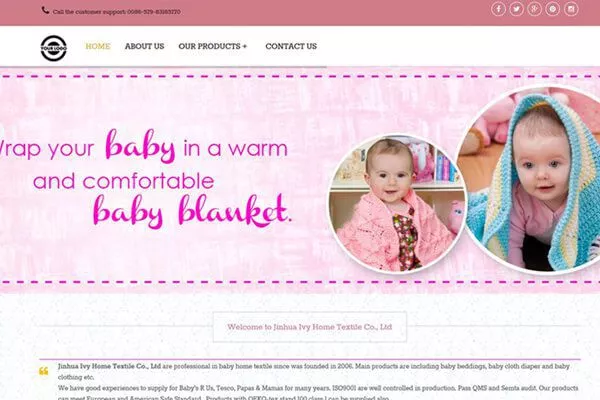 Call the customer support: 0086-579-83183770
YOUR LOGO
HOME ABOUT US OUR PRODUCTS + CONTACT US
Wrap your baby in a warm
and comfortable
baby blanket.
Welcome to Jinhua Ivy Home Textile Co., Ltd
Jinhua Ivy Home Textile Co., Ltd are professional in baby home textile since was founded in 2006. Main products are including baby beddings, baby cloth diaper and baby
clothing etc.
We have good experiences to supply for Baby's R Us, Tesco, Papas & Mamas for many years. ISO9001 are well controlled in production. Pass QMS and Semta audit. Our products
can meet European and American Safe Standard. Products with OEKO-tex stand 100 class I can be supplied also.